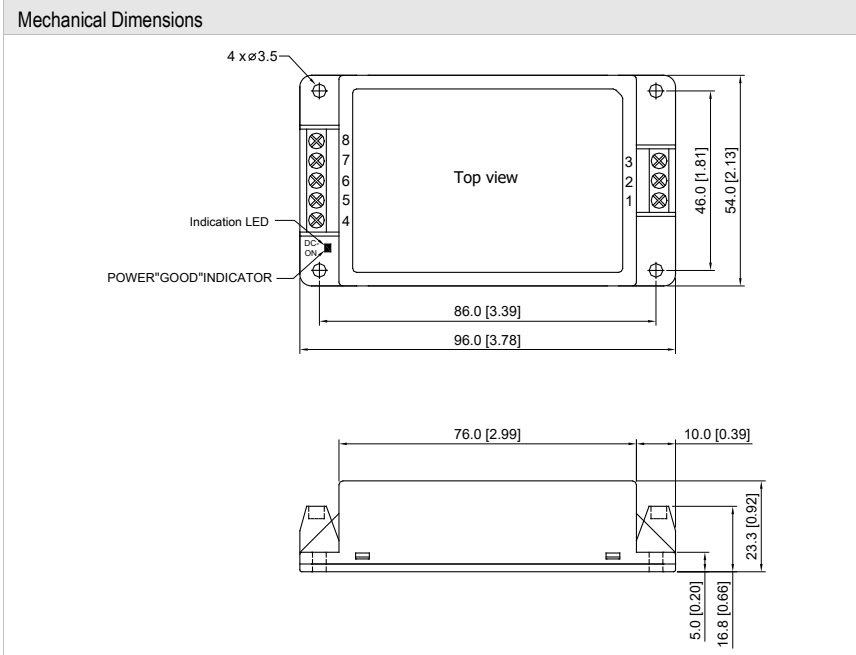 Mechanical Dimensions
4 x⌀3.5
8
7
6
5
4
3
2
1
Top view
46.0 [1.81]
54.0 [2.13]
Indication LED
DC-
ON
POWER"GOOD"INDICATOR
86.0 [3.39]
96.0 [3.78]
76.0 [2.99]
10.0 [0.39]
23.3 [0.92]
5.0 [0.20]
16.8 [0.66]